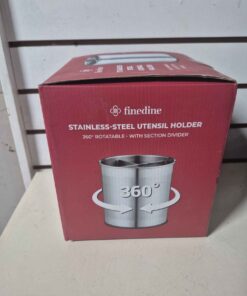 finedine
STAINLESS-STEEL UTENSIL HOLDER
360° ROTATABLE - WITH SECTION DIVIDER
360°